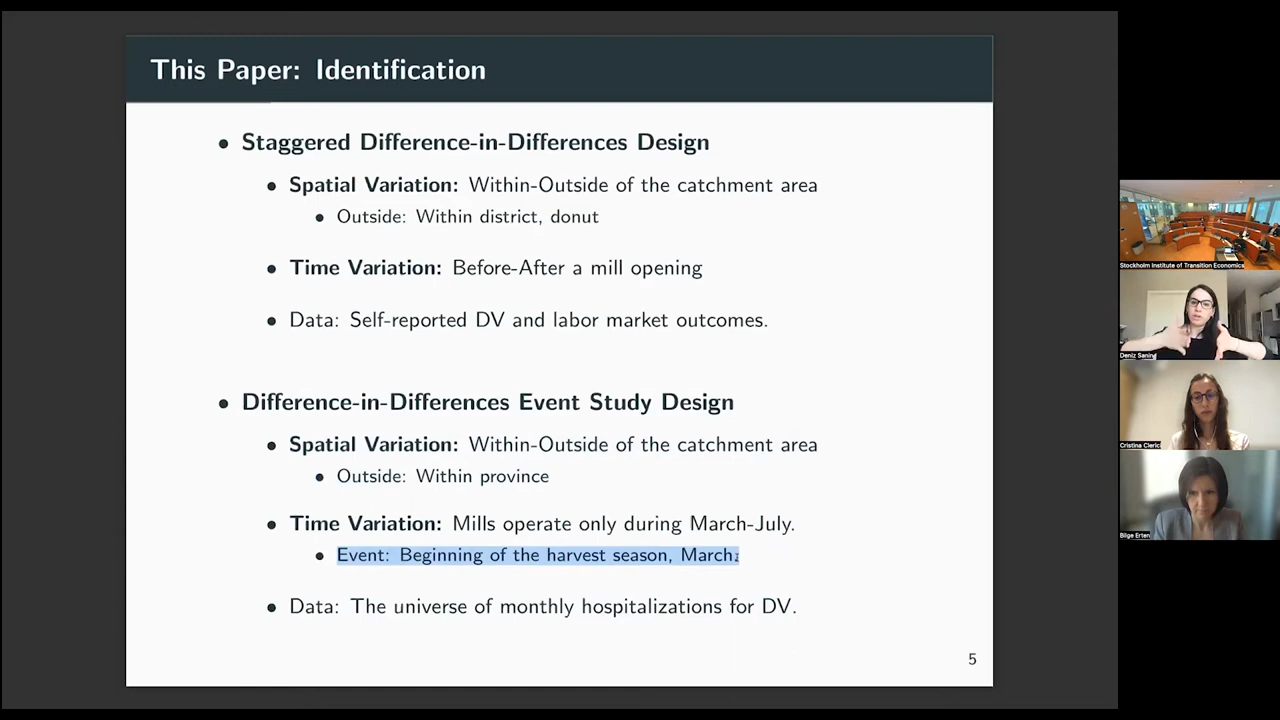 This Paper: Identification
• Staggered Difference-in-Differences Design
• Spatial Variation: Within-Outside of the catchment area
• Outside: Within district, donut
• Time Variation: Before-After a mill opening
• Data: Self-reported DV and labor market outcomes.
• Difference-in-Differences Event Study Design
• Spatial Variation: Within-Outside of the catchment area
• Outside: Within province
• Time Variation: Mills operate only during March-July.
• Event: Beginning of the harvest season, March.
• Data: The universe of monthly hospitalizations for DV.
5
Stockholm Institute of Transition Economics
Deniz Sanin
Cristina Clerici
Bilge Erten